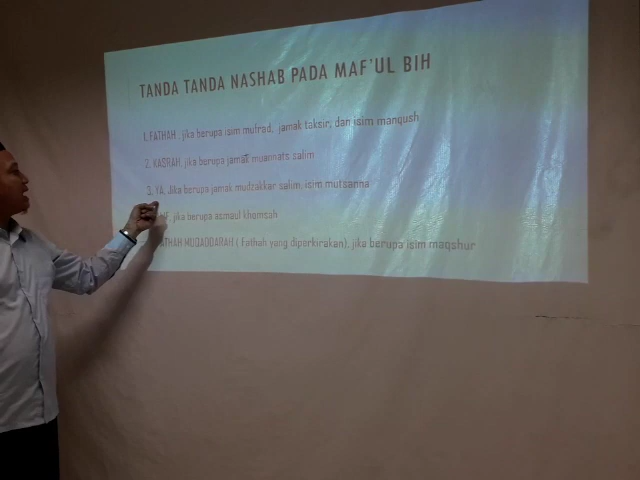 TANDA TANDA NASHAB PADA MAF'UL BIH
1. FATHAH , jika berupa isim mufrad, jamak taksir, dan isim manqush
2. KASRAH, jika berupa jamak muannats salim
3. YA, Jika berupa jamak mudzakkar salim, isim mutsanna
jika berupa asmaul khomsah
FATHAH MUQADDARAH ( Fathah yang diperkirakan), jika berupa isim maqshur